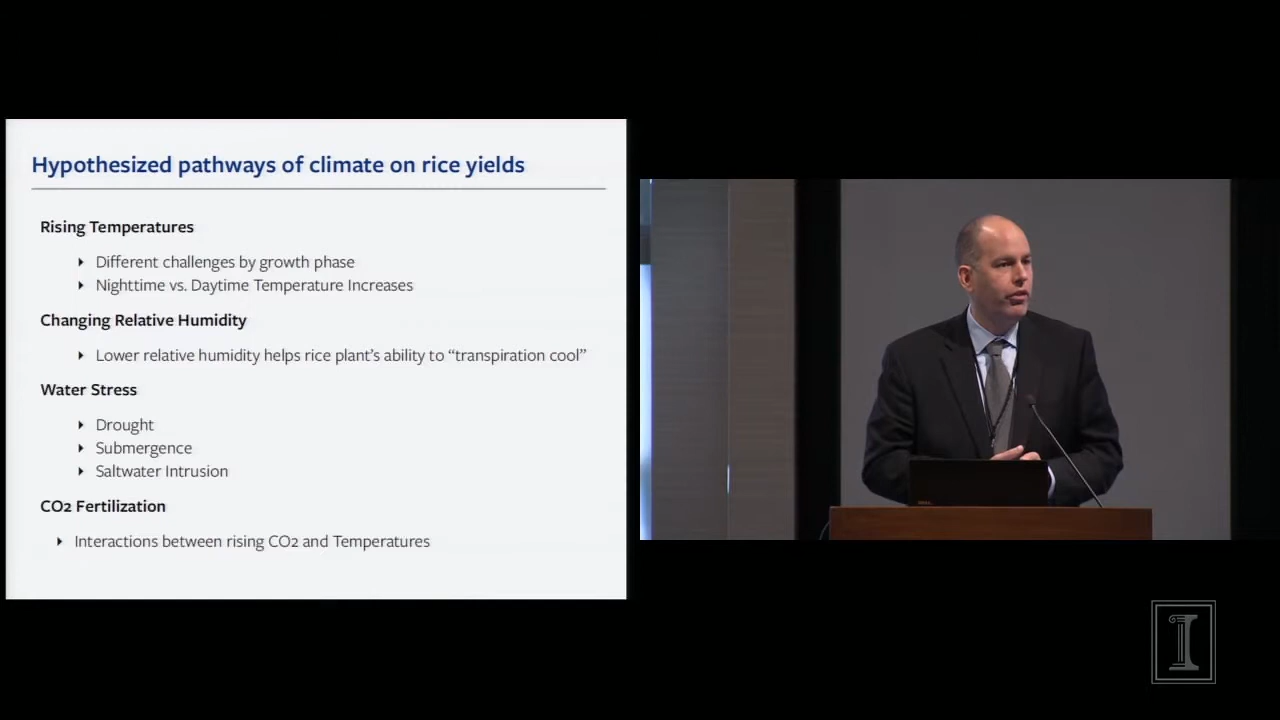 Hypothesized pathways of climate on rice yields
Rising Temperatures
Different challenges by growth phase
Nighttime vs. Daytime Temperature Increases
Changing Relative Humidity
Lower relative humidity helps rice plant's ability to “transpiration cool”
Water Stress
Drought
Submergence
Saltwater Intrusion
CO2 Fertilization
Interactions between rising CO2 and Temperatures
I